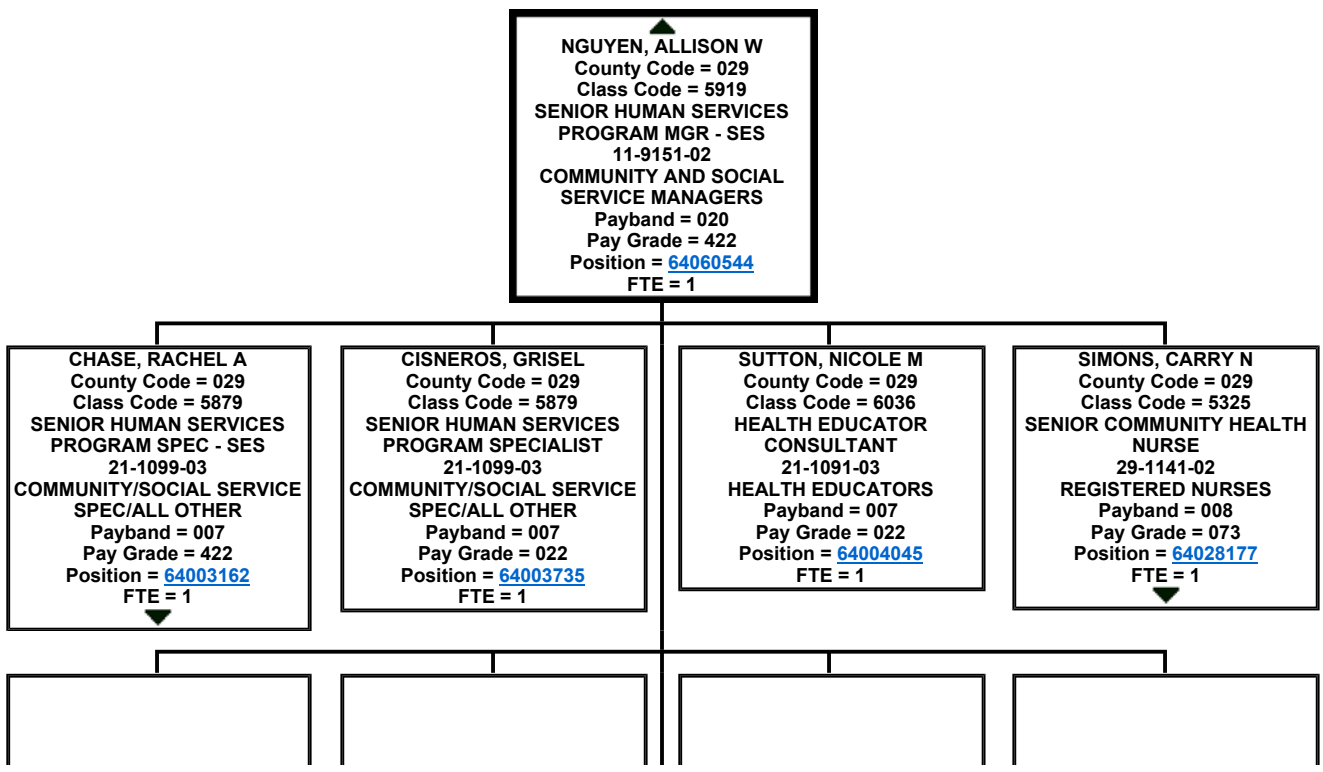 NGUYEN, ALLISON W
County Code = 029
Class Code = 5919
SENIOR HUMAN SERVICES
PROGRAM MGR - SES
11-9151-02
COMMUNITY AND SOCIAL
SERVICE MANAGERS
Payband = 020
Pay Grade = 422
Position = 64060544
FTE = 1
CHASE, RACHEL A
County Code = 029
Class Code = 5879
SENIOR HUMAN SERVICES
PROGRAM SPEC - SES
21-1099-03
COMMUNITY/SOCIAL SERVICE
SPEC/ALL OTHER
Payband = 007
Pay Grade = 422
Position = 64003162
FTE = 1
CISNEROS, GRISEL
County Code = 029
Class Code = 5879
SENIOR HUMAN SERVICES
PROGRAM SPECIALIST
21-1099-03
COMMUNITY/SOCIAL SERVICE
SPEC/ALL OTHER
Payband = 007
Pay Grade = 022
Position = 64003735
FTE = 1
SUTTON, NICOLE M
County Code = 029
Class Code = 6036
HEALTH EDUCATOR
CONSULTANT
21-1091-03
HEALTH EDUCATORS
Payband = 007
Pay Grade = 022
Position = 64004045
FTE = 1
SIMONS, CARRY N
County Code = 029
Class Code = 5325
SENIOR COMMUNITY HEALTH
NURSE
29-1141-02
REGISTERED NURSES
Payband = 008
Pay Grade = 073
Position = 64028177
FTE = 1